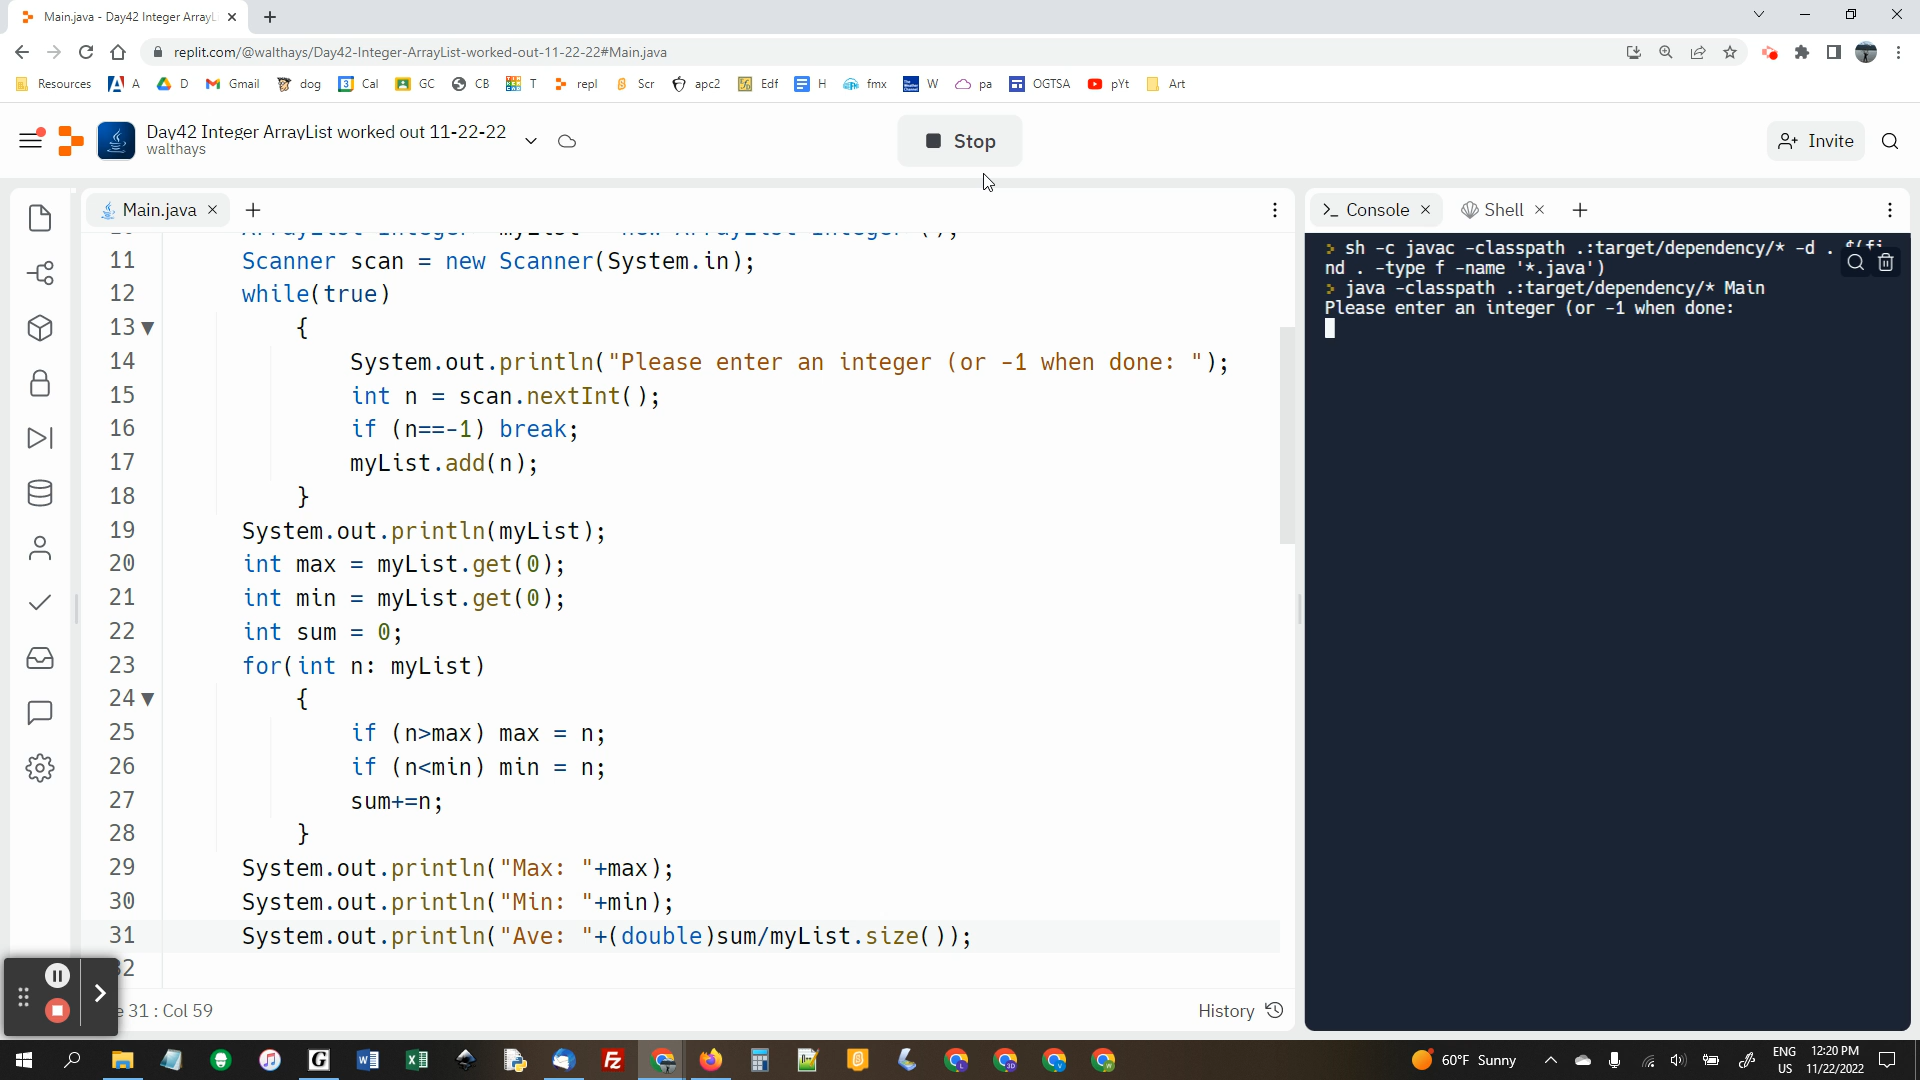 Main.java - Day42 Integer ArrayL
replit.com/@walthays/Day42-Integer-ArrayList-worked-out-11-22-22#Main.java
Resources A D Gmail dog Cal GC CB T repl Scr apc2 Edf H fmx W pa OGTSA pYt Art
Day42 Integer ArrayList worked out 11-22-22
walthays
Stop
Invite
Main.java
Console
Shell
11 Scanner scan = new Scanner(System.in);
12 while(true)
13 {
14 System.out.println("Please enter an integer (or -1 when done: ");
15 int n = scan.nextInt();
16 if (n==-1) break;
17 myList.add(n);
18 }
19 System.out.println(myList);
20 int max = myList.get(0);
21 int min = myList.get(0);
22 int sum = 0;
23 for(int n: myList)
24 {
25 if (n>max) max = n;
26 if (n<min) min = n;
27 sum+=n;
28 }
29 System.out.println("Max: "+max);
30 System.out.println("Min: "+min);
31 System.out.println("Ave: "+(double)sum/myList.size());
32
e 31 : Col 59
History
sh -c javac -classpath .:target/dependency/* -d . $(fi
nd . -type f -name '*.java')
java -classpath .:target/dependency/* Main
Please enter an integer (or -1 when done:
60°F Sunny
ENG
US
12:20 PM
11/22/2022